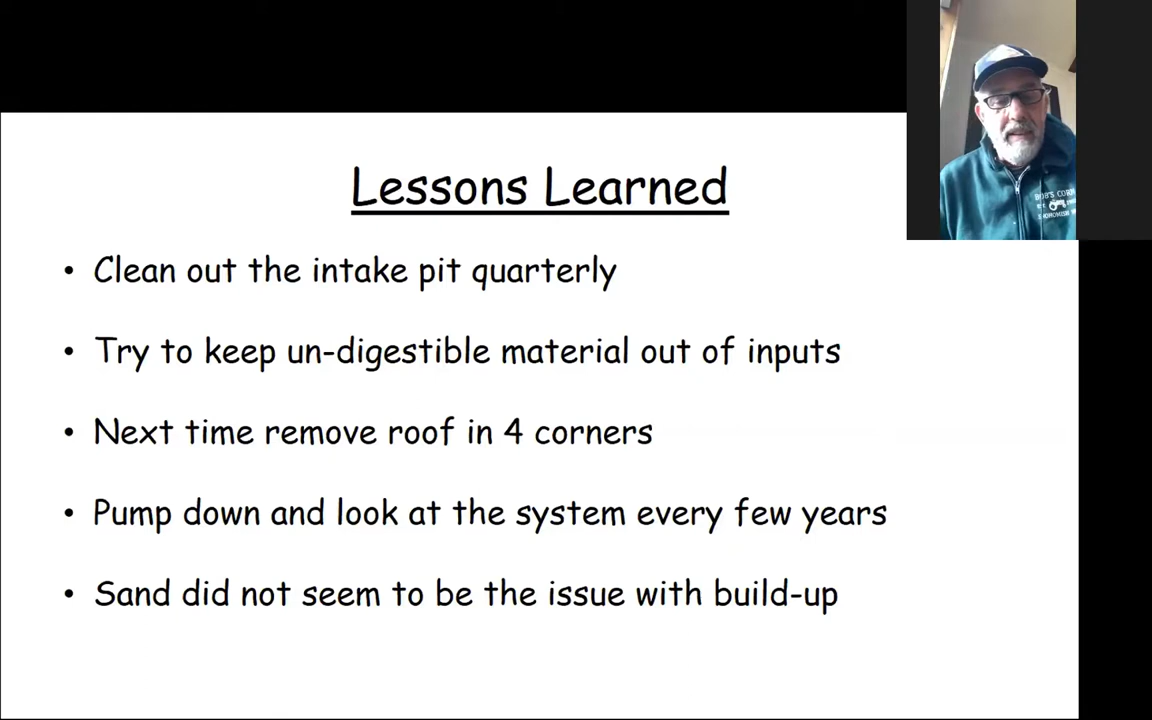 Lessons Learned
• Clean out the intake pit quarterly
• Try to keep un-digestible material out of inputs
• Next time remove roof in 4 corners
• Pump down and look at the system every few years
• Sand did not seem to be the issue with build-up
BOB'S CORN